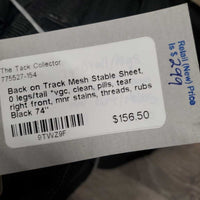 The Tack Collector
775527-154
Back on Track Mesh Stable Sheet,
0 legs/tail *vgc, clean, pills, tear
right front, mnr stains, threads, rubs
Black 74"
$156.50
9TWZ9F
Retail (New) Price
is $299